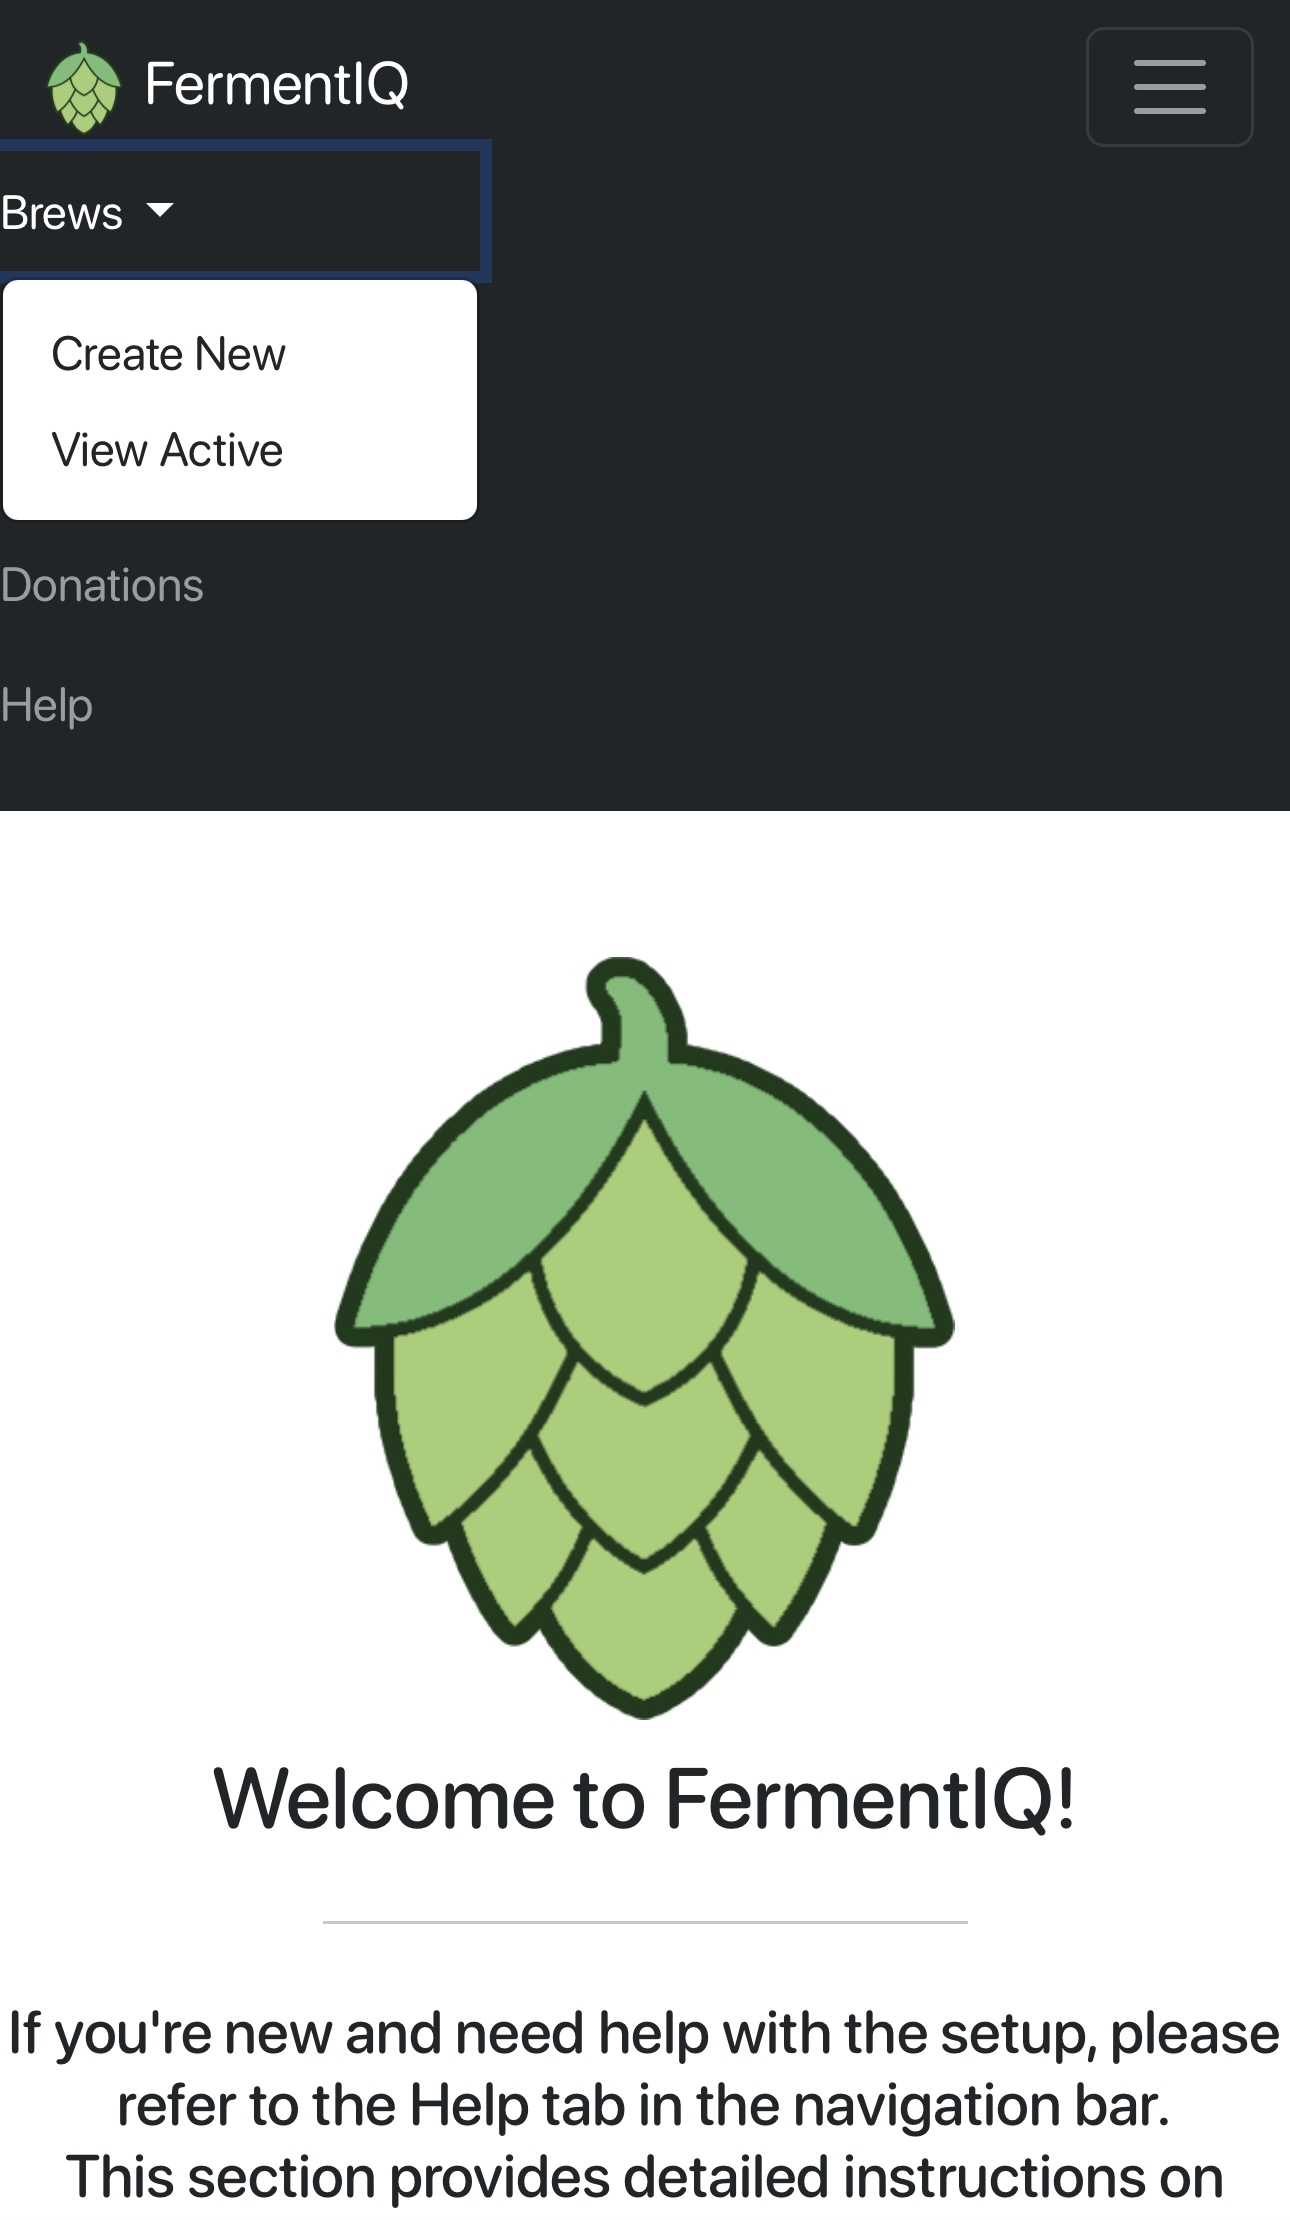 FermentIQ
Brews
Create New
View Active
Donations
Help
Welcome to FermentIQ!
If you're new and need help with the setup, please
refer to the Help tab in the navigation bar.
This section provides detailed instructions on